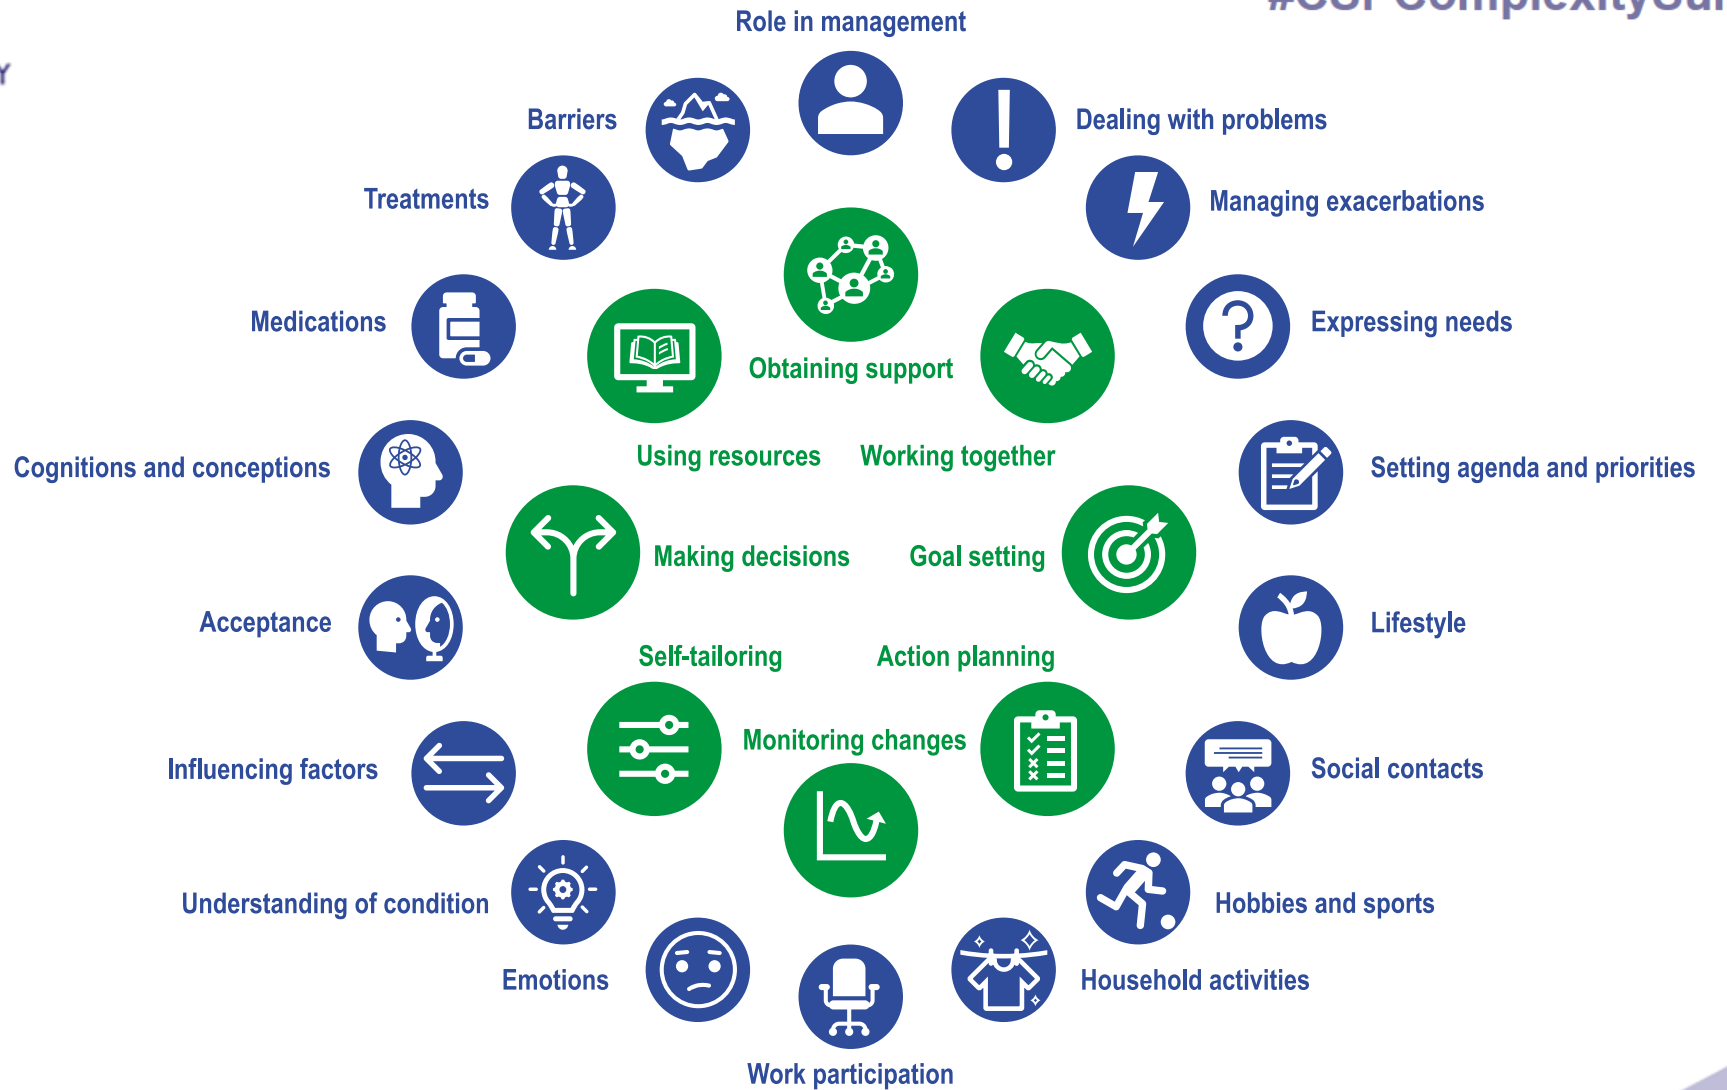 Role in management
Barriers
Dealing with problems
Treatments
Managing exacerbations
Medications
Expressing needs
Obtaining support
Using resources
Working together
Cognitions and conceptions
Setting agenda and priorities
Making decisions
Goal setting
Acceptance
Lifestyle
Self-tailoring
Action planning
Monitoring changes
Influencing factors
Social contacts
Understanding of condition
Hobbies and sports
Emotions
Household activities
Work participation